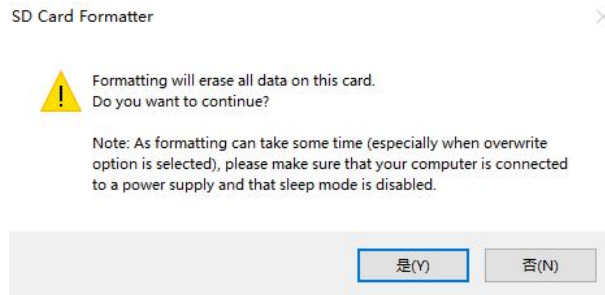 SD Card Formatter
Formatting will erase all data on this card.
Do you want to continue?
Note: As formatting can take some time (especially when overwrite
option is selected), please make sure that your computer is connected
to a power supply and that sleep mode is disabled.
是(Y)
否(N)